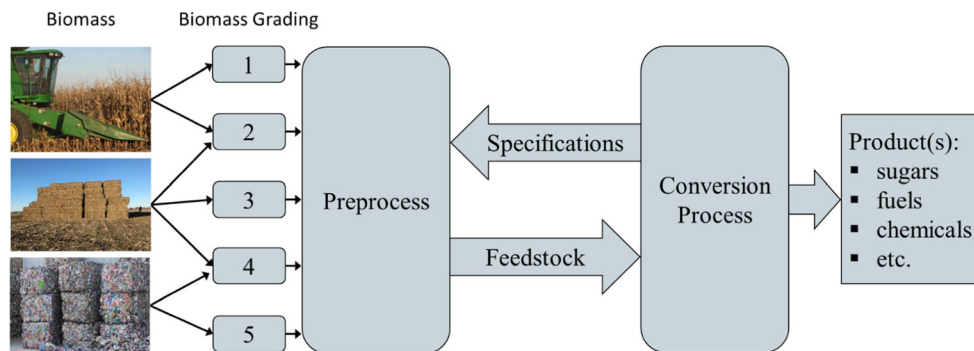 Biomass
Biomass Grading
1
2
3
4
5
Preprocess
Specifications
Feedstock
Conversion
Process
Product(s):
▪ sugars
▪ fuels
▪ chemicals
▪ etc.